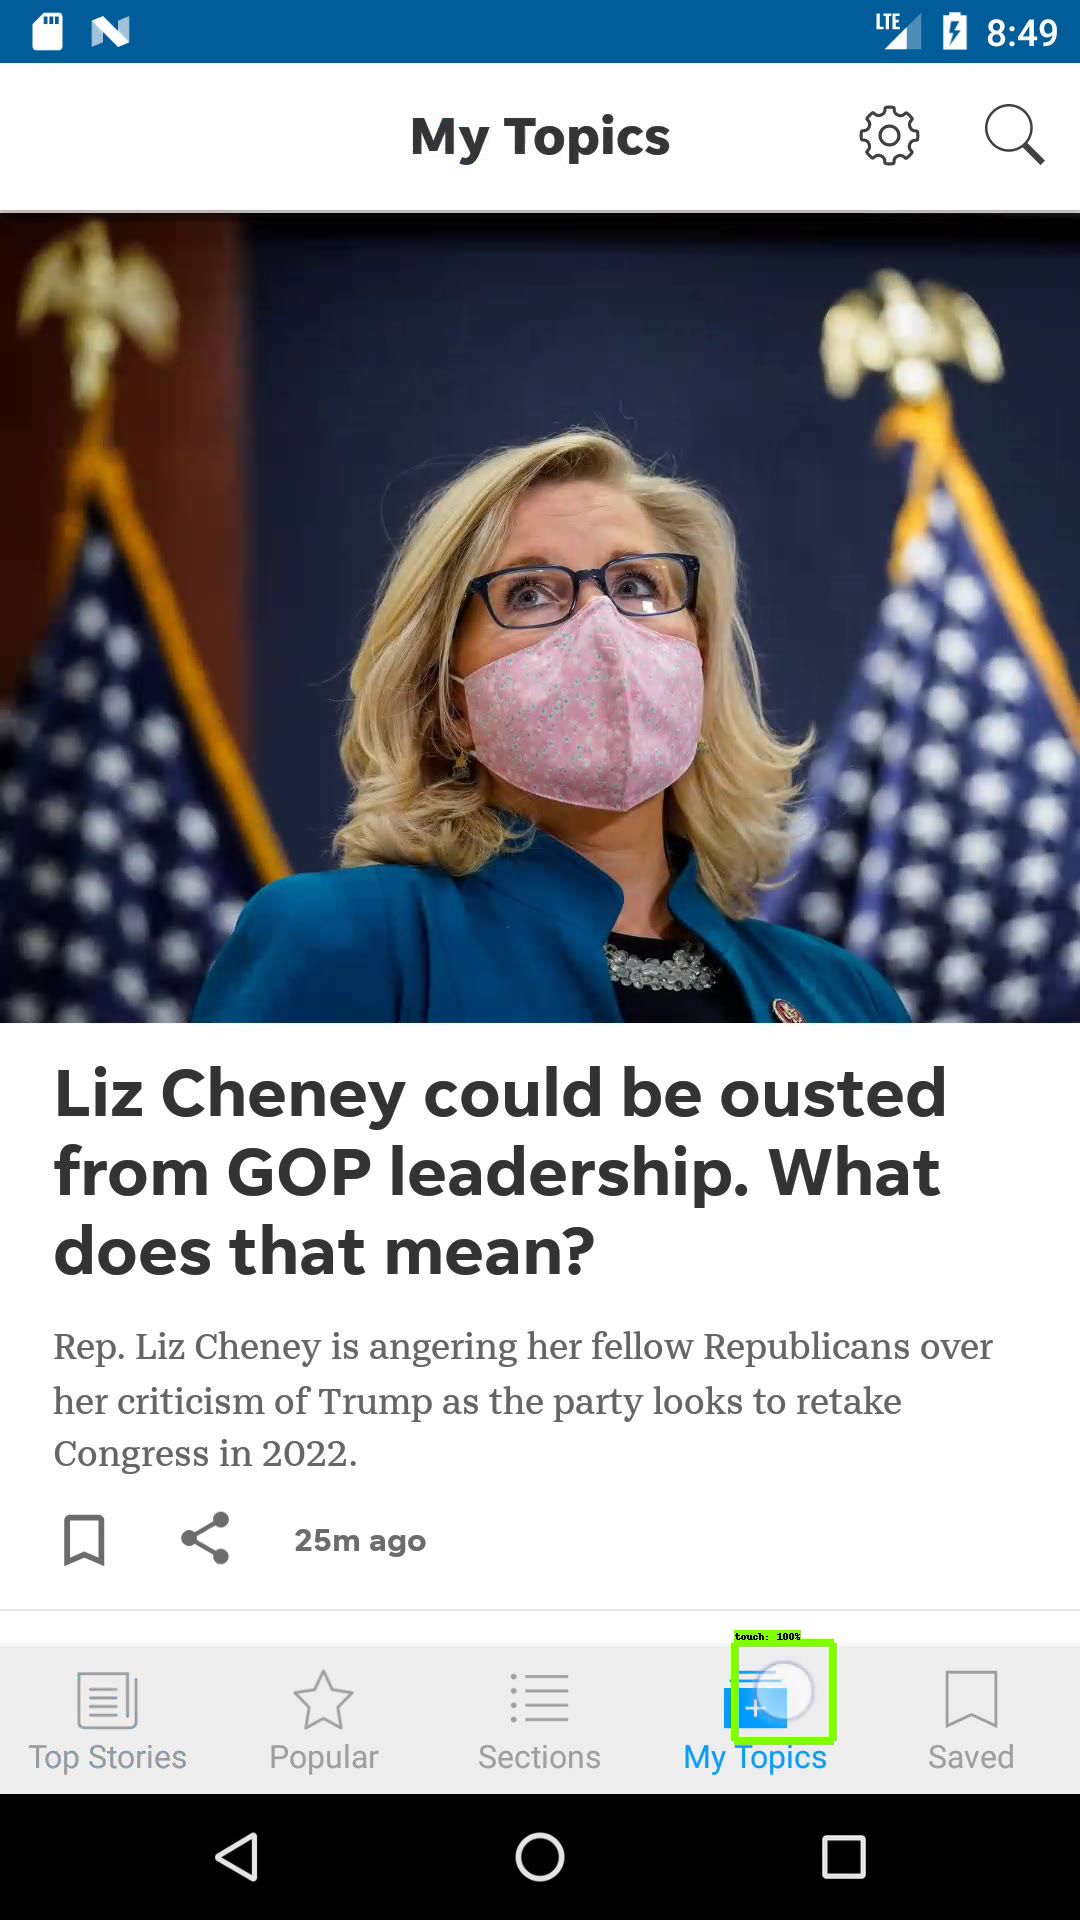 LTE 8:49
My Topics
Liz Cheney could be ousted
from GOP leadership. What
does that mean?
Rep. Liz Cheney is angering her fellow Republicans over
her criticism of Trump as the party looks to retake
Congress in 2022.
25m ago
touch: 100%
Top Stories Popular Sections My Topics Saved